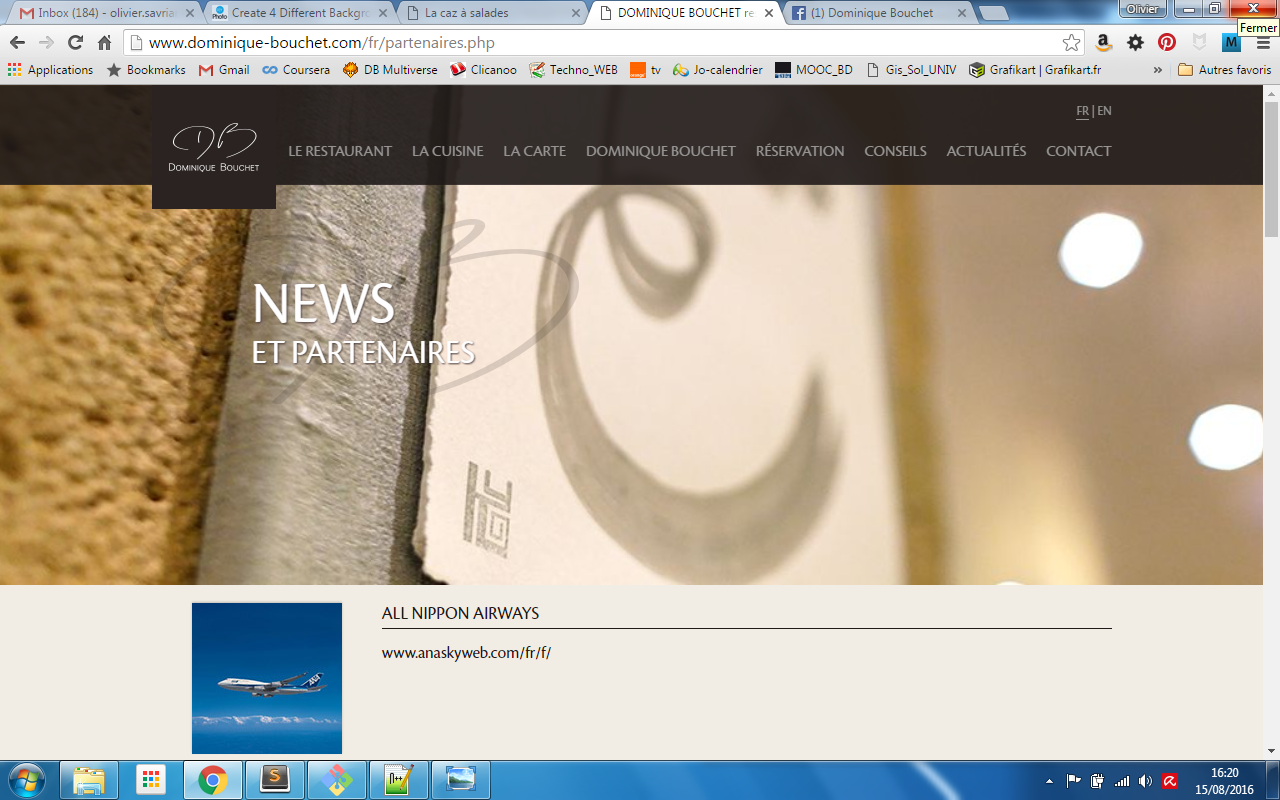 Inbox (184) - olivier.savria
Create 4 Different Backgro
La caz à salades
DOMINIQUE BOUCHET re
(1) Dominique Bouchet
Olivier
Fermer
www.dominique-bouchet.com/fr/partenaires.php
Applications
Bookmarks
Gmail
Coursera
DB Multiverse
Clicanoo
Techno_WEB
tv
Jo-calendrier
MOOC_BD
Gis_Sol_UNIV
Grafikart | Grafikart.fr
»
Autres favoris
FR | EN
DB
DOMINIQUE BOUCHET
LE RESTAURANT
LA CUISINE
LA CARTE
DOMINIQUE BOUCHET
RÉSERVATION
CONSEILS
ACTUALITÉS
CONTACT
NEWS
ET PARTENAIRES
ALL NIPPON AIRWAYS
www.anaskyweb.com/fr/f/
16:20
15/08/2016